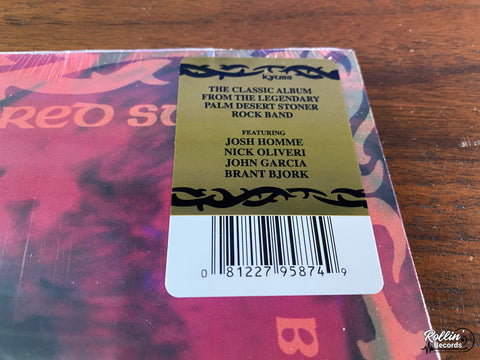 kyuss
THE CLASSIC ALBUM
FROM THE LEGENDARY
PALM DESERT STONER
ROCK BAND
FEATURING
JOSH HOMME
NICK OLIVERI
JOHN GARCIA
BRANT BJORK
RED
0 81227 95874 9
B
Rollin'
Records